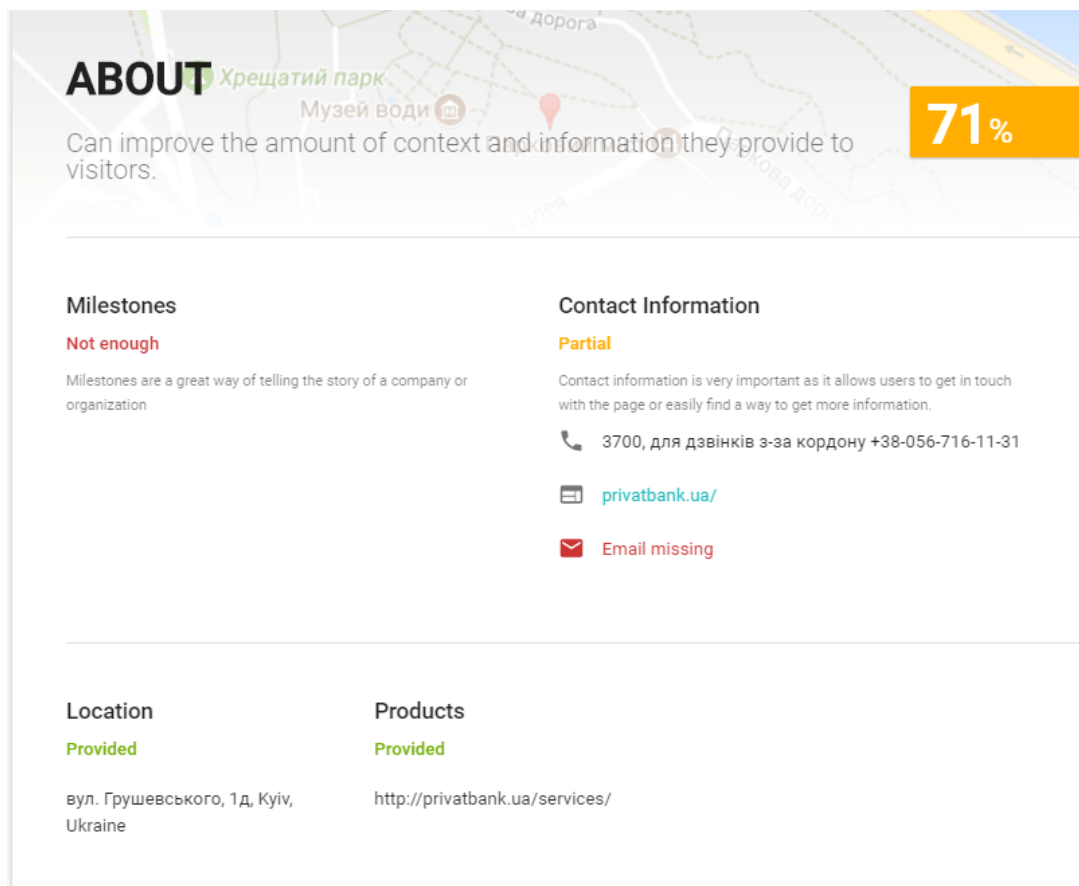 ва дорога
ABOUT
Хрещатий парк
Музей води
71%
Can improve the amount of context and information they provide to
visitors.
Паркова дорога
алея
Milestones
Contact Information
Not enough
Partial
Milestones are a great way of telling the story of a company or
organization
Contact information is very important as it allows users to get in touch
with the page or easily find a way to get more information.
3700, для дзвінків з-за кордону +38-056-716-11-31
privatbank.ua/
Email missing
Location
Products
Provided
Provided
вул. Грушевського, 1д, Kyiv,
Ukraine
http://privatbank.ua/services/